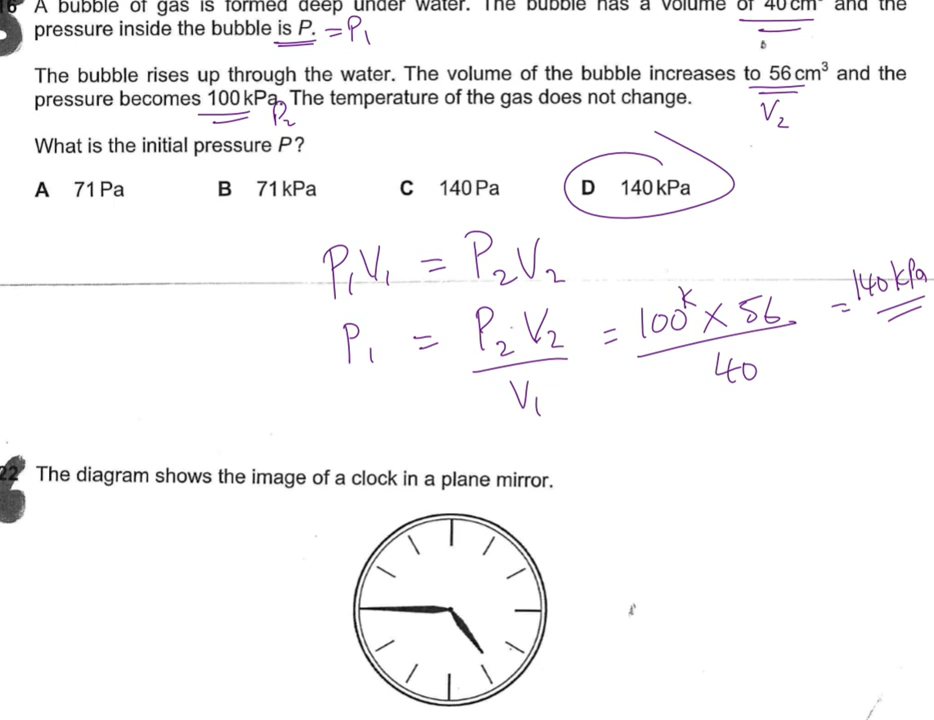 16 A bubble of gas is formed deep under water. The bubble has a volume of 40 cm³ and the
pressure inside the bubble is P. = P₁
The bubble rises up through the water. The volume of the bubble increases to 56 cm³ and the
pressure becomes 100 kPa. The temperature of the gas does not change.
P₂ V₂
What is the initial pressure P?
A 71 Pa B 71 kPa C 140 Pa D 140 kPa
P₁V₁ = P₂V₂
P₁ = P₂.V₂ / V₁ = 100k × 56 / 40 = 140 kPa
22 The diagram shows the image of a clock in a plane mirror.